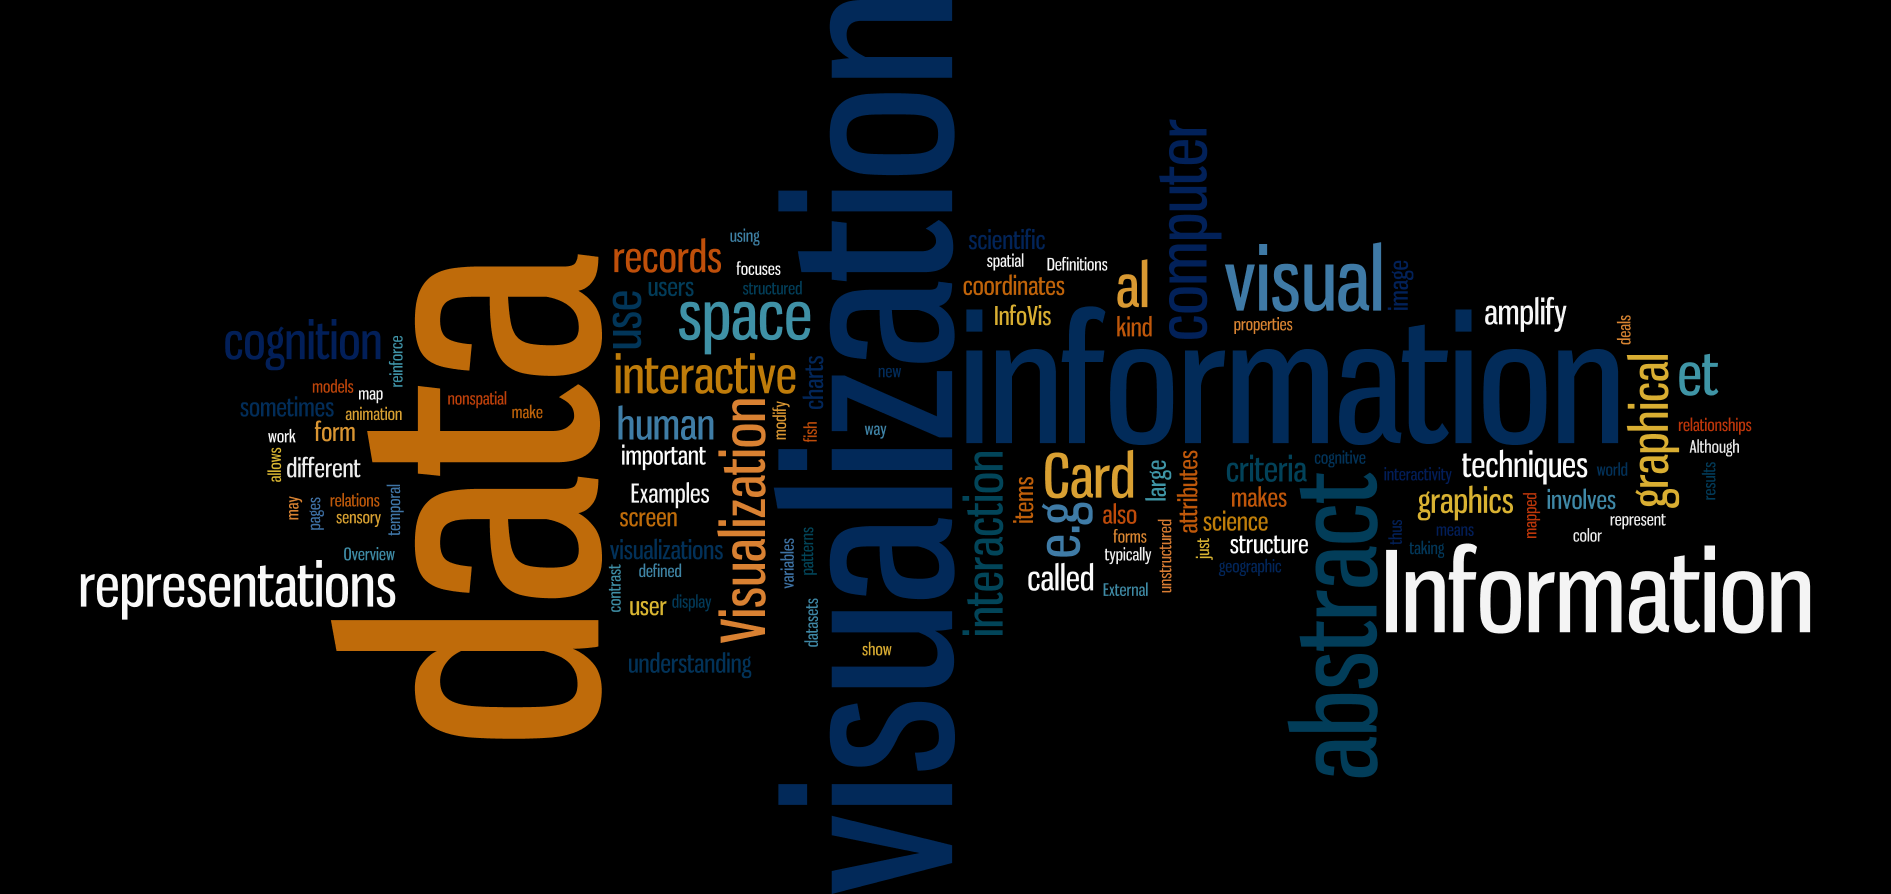 visualization
data
information
Information
abstract
visual
Visualization
computer
representations
space
interactive
cognition
records
using
focuses
users
structured
use
human
important
Examples
screen
visualizations
defined
contrast
user
display
understanding
reinforce
models
map
sometimes
animation
work
form
allows
different
may
pages
relations
sensory
temporal
Overview
nonspatial
make
charts
modify
fish
new
way
variables
patterns
datasets
show
scientific
spatial
Definitions
coordinates
InfoVis
al
kind
properties
image
amplify
deals
graphical
et
relationships
Although
results
interaction
items
Card
large
attributes
e.g
also
forms
typically
called
External
unstructured
criteria
makes
science
just
structure
geographic
cognitive
interactivity
techniques
world
graphics
mapped
involves
represent
color
thus
means
taking